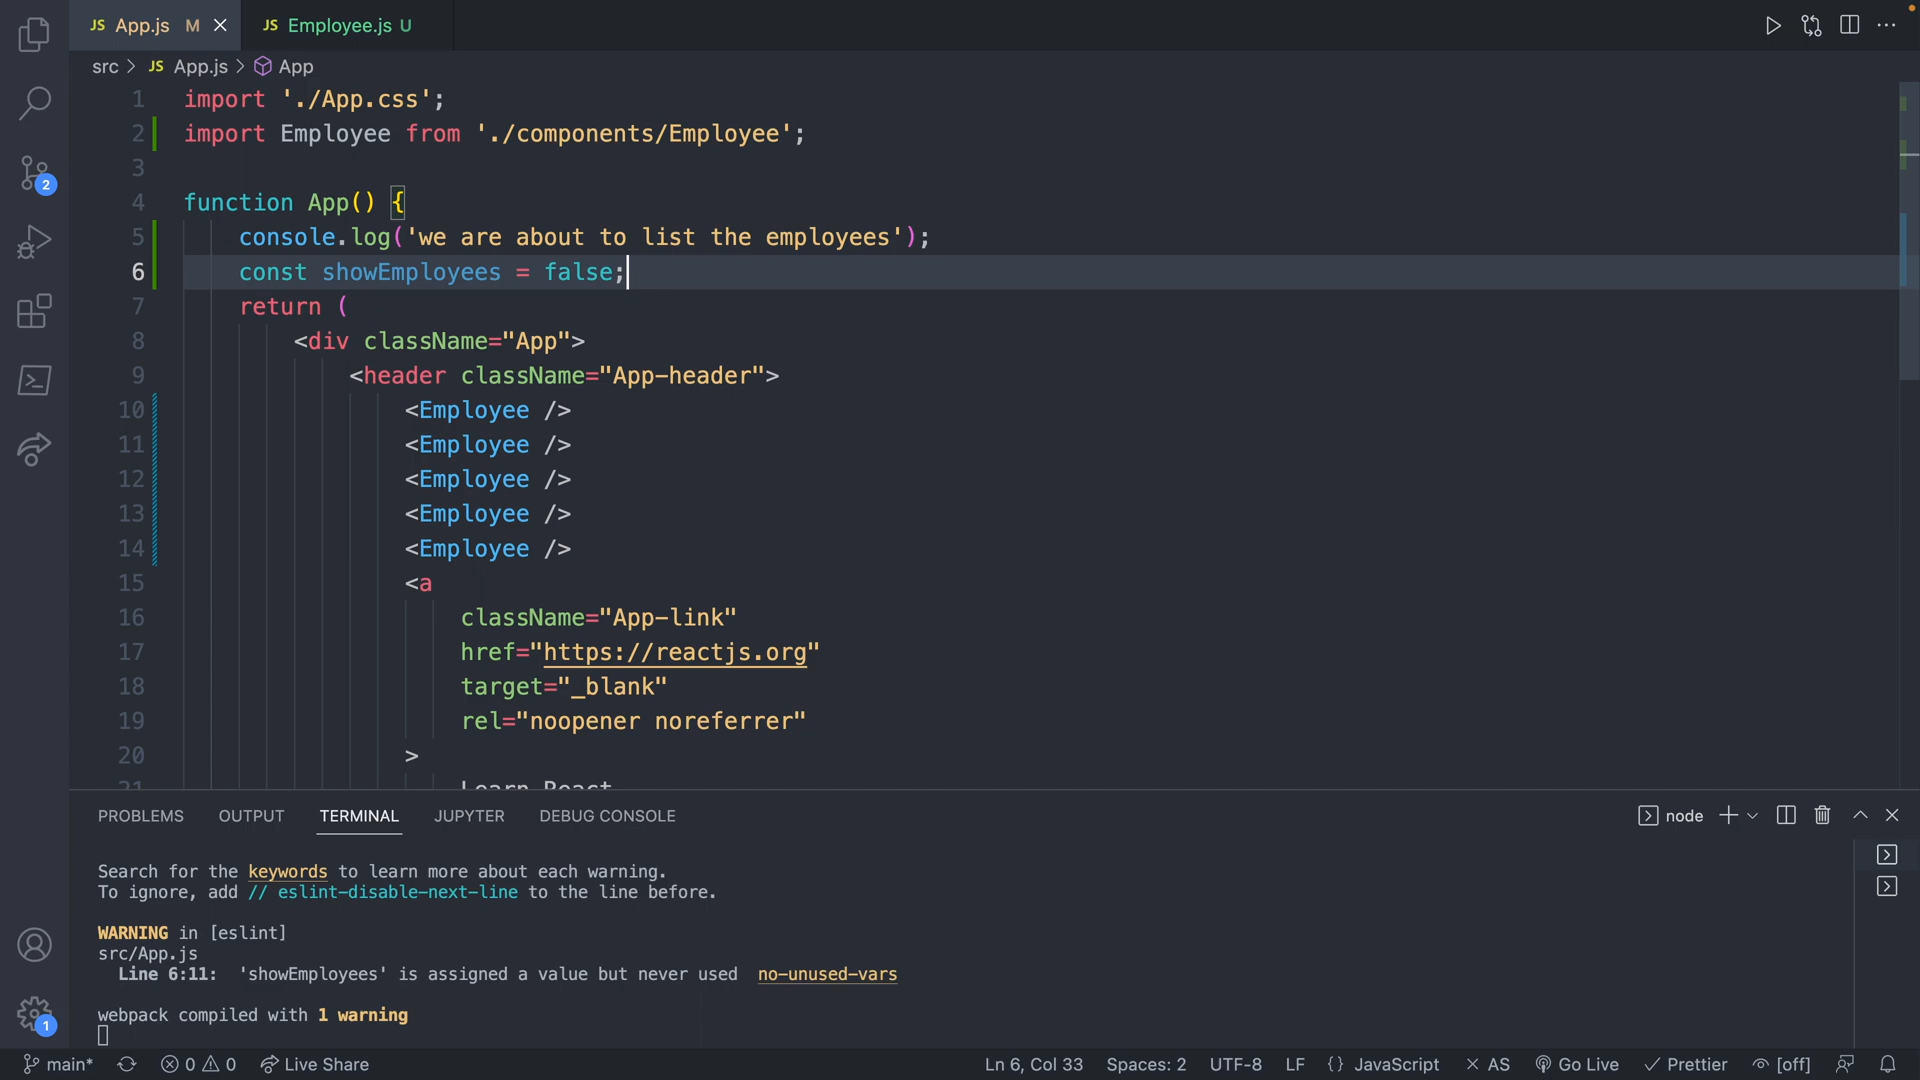 JS App.js M
JS Employee.js U
src > JS App.js > App
1 import './App.css';
2 import Employee from './components/Employee';
3
4 function App() {
5 console.log('we are about to list the employees');
6 const showEmployees = false;
7 return (
8 <div className="App">
9 <header className="App-header">
10 <Employee />
11 <Employee />
12 <Employee />
13 <Employee />
14 <Employee />
15 <a
16 className="App-link"
17 href="https://reactjs.org"
18 target="_blank"
19 rel="noopener noreferrer"
20 >
21 Learn React
2
PROBLEMS OUTPUT TERMINAL JUPYTER DEBUG CONSOLE
node
Search for the keywords to learn more about each warning.
To ignore, add // eslint-disable-next-line to the line before.
WARNING in [eslint]
src/App.js
Line 6:11: 'showEmployees' is assigned a value but never used no-unused-vars
webpack compiled with 1 warning
1
main* 0 0 Live Share
Ln 6, Col 33 Spaces: 2 UTF-8 LF {} JavaScript AS Go Live Prettier [off]